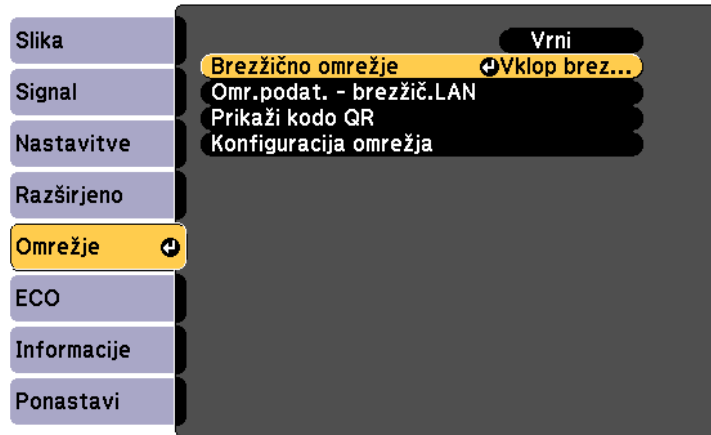 Slika
Signal
Nastavitve
Razširjeno
Omrežje
ECO
Informacije
Ponastavi
Vrni
Brezžično omrežje Vklop brez...
Omr.podat. - brezžič.LAN
Prikaži kodo QR
Konfiguracija omrežja